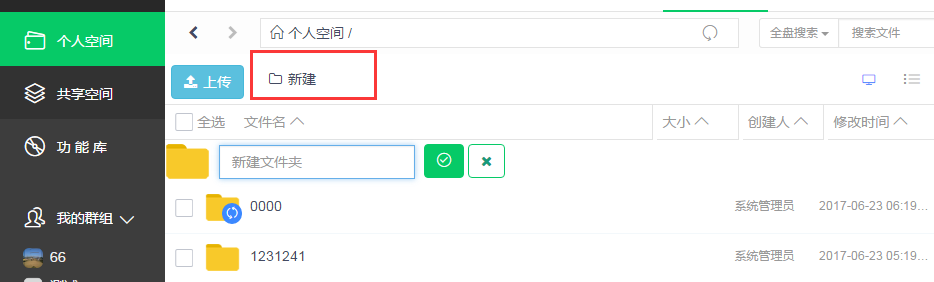 个人空间
共享空间
功能库
我的群组
66
个人空间 /
全盘搜索
搜索文件
上传
新建
全选 文件名 大小 创建人 修改时间
新建文件夹
0000 系统管理员 2017-06-23 06:19...
1231241 系统管理员 2017-06-23 05:19...